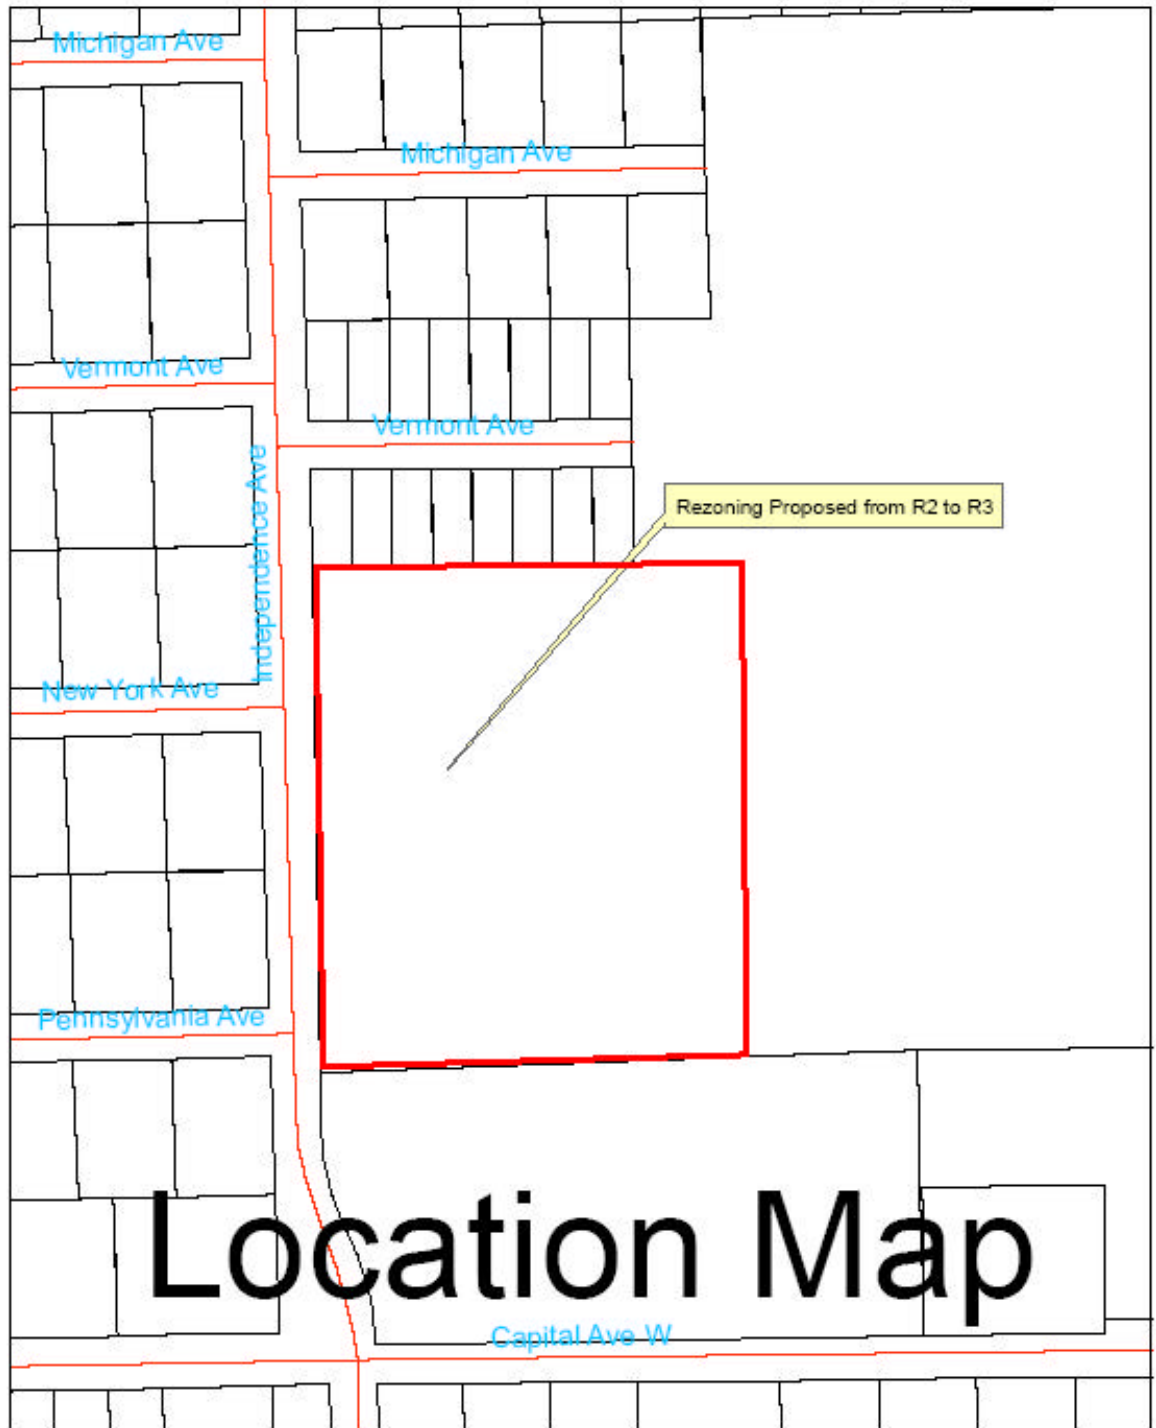 Michigan Ave
Michigan Ave
Vermont Ave
Vermont Ave
Independence Ave
Rezoning Proposed from R2 to R3
New York Ave
Pennsylvania Ave
Location Map
Capital Ave W